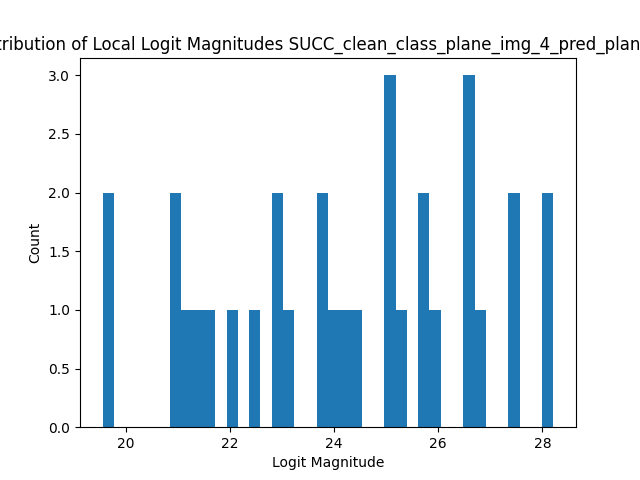 tribution of Local Logit Magnitudes SUCC_clean_class_plane_img_4_pred_plan
3.0
2.5
2.0
1.5
1.0
0.5
0.0
Count
20 22 24 26 28
Logit Magnitude